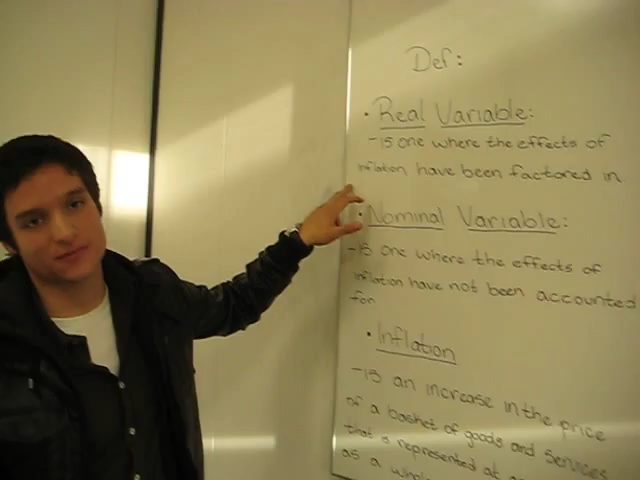 Def:
• Real Variable:
- is one where the effects of
inflation have been factored in
• Nominal Variable:
- is one where the effects of
inflation have not been accounted
for
• Inflation
- is an increase in the price
of a basket of goods and services
that is represented at
as a whole